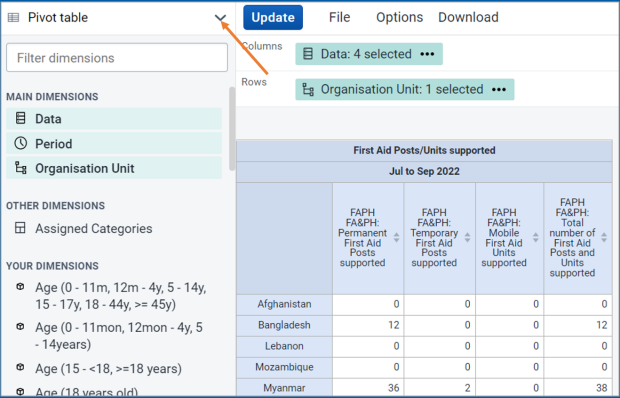 Pivot table
Update File Options Download
Filter dimensions
MAIN DIMENSIONS
Data
Period
Organisation Unit
OTHER DIMENSIONS
Assigned Categories
YOUR DIMENSIONS
Age (0 - 11m, 12m - 4y, 5 - 14y,
15 - 17y, 18 - 44y, >= 45y)
Age (0 - 11mon, 12mon - 4y, 5
- 14years)
Age (15 - <18, >=18 years)
Age (18 years old)
Columns
Data: 4 selected •••
Rows
Organisation Unit: 1 selected •••
First Aid Posts/Units supported
Jul to Sep 2022
FAPH
FA&PH:
Permanent
First Aid
Posts
supported
FAPH
FA&PH:
Temporary
First Aid
Posts
supported
FAPH
FA&PH:
Mobile
First Aid
Units
supported
FAPH
FA&PH:
Total
number of
First Aid
Posts and
Units
supported
Afghanistan 0 0 0 0
Bangladesh 12 0 0 12
Lebanon 0 0 0 0
Mozambique 0 0 0 0
Myanmar 36 2 0 38